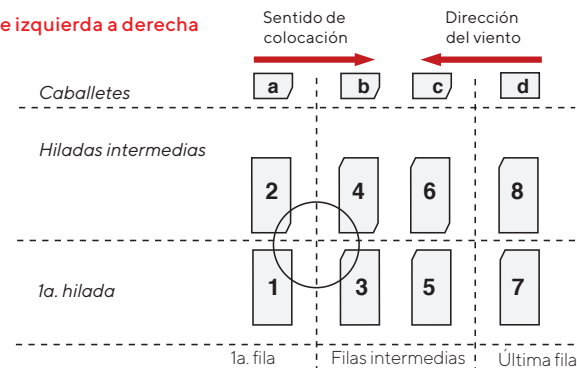 e izquierda a derecha
Sentido de
colocación
Dirección
del viento
Caballetes
a b c d
Hiladas intermedias
2 4 6 8
1a. hilada
1 3 5 7
1a. fila Filas intermedias Última fila